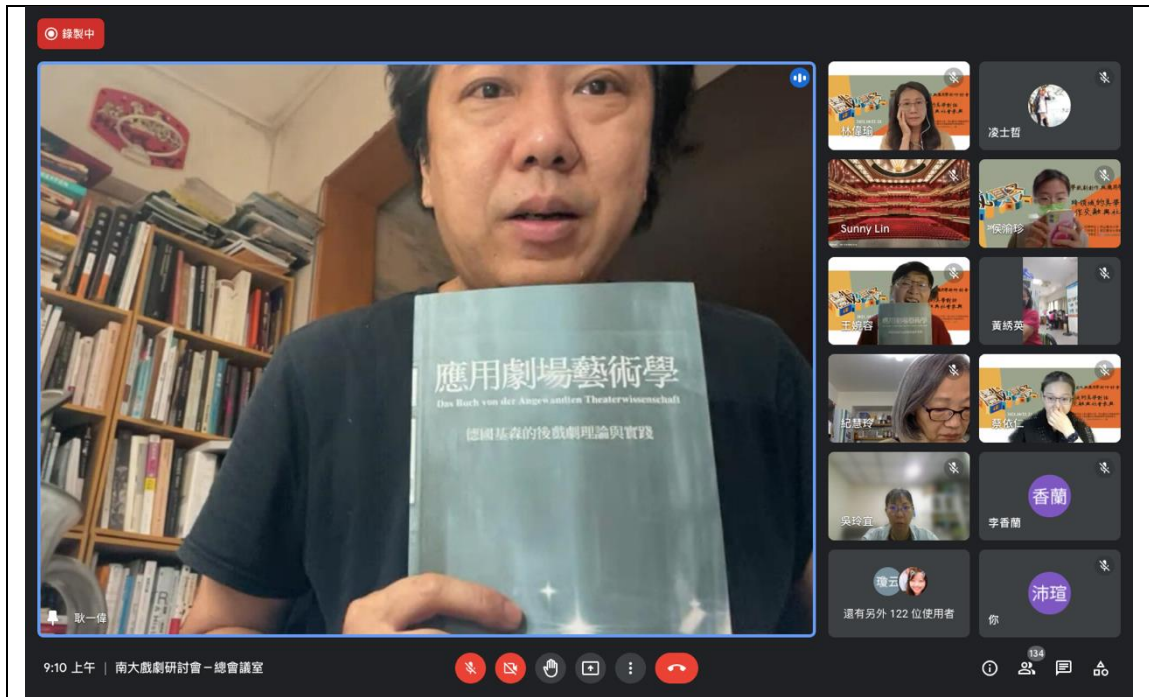 錄製中
應用劇場藝術學
Das Buch von der Angewandten Theaterwissenschaft
德國基森的後戲劇理論與實踐
耿一偉
林偉瑜
凌士哲
Sunny Lin
侯愉珍
王婉容
黃綉英
紀慧玲
蔡依仁
吳玲宜
香蘭
李香蘭
瓊云
還有另外 122 位使用者
沛瑄
你
9:10 上午 | 南大戲劇研討會－總會議室
134